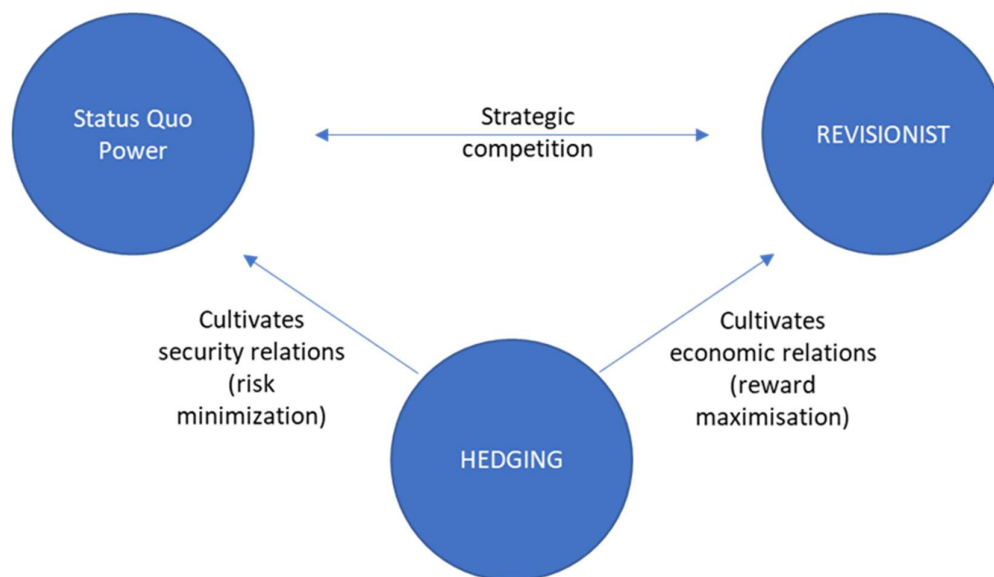 Status Quo
Power
Strategic
competition
REVISIONIST
Cultivates
security relations
(risk
minimization)
Cultivates
economic relations
(reward
maximisation)
HEDGING